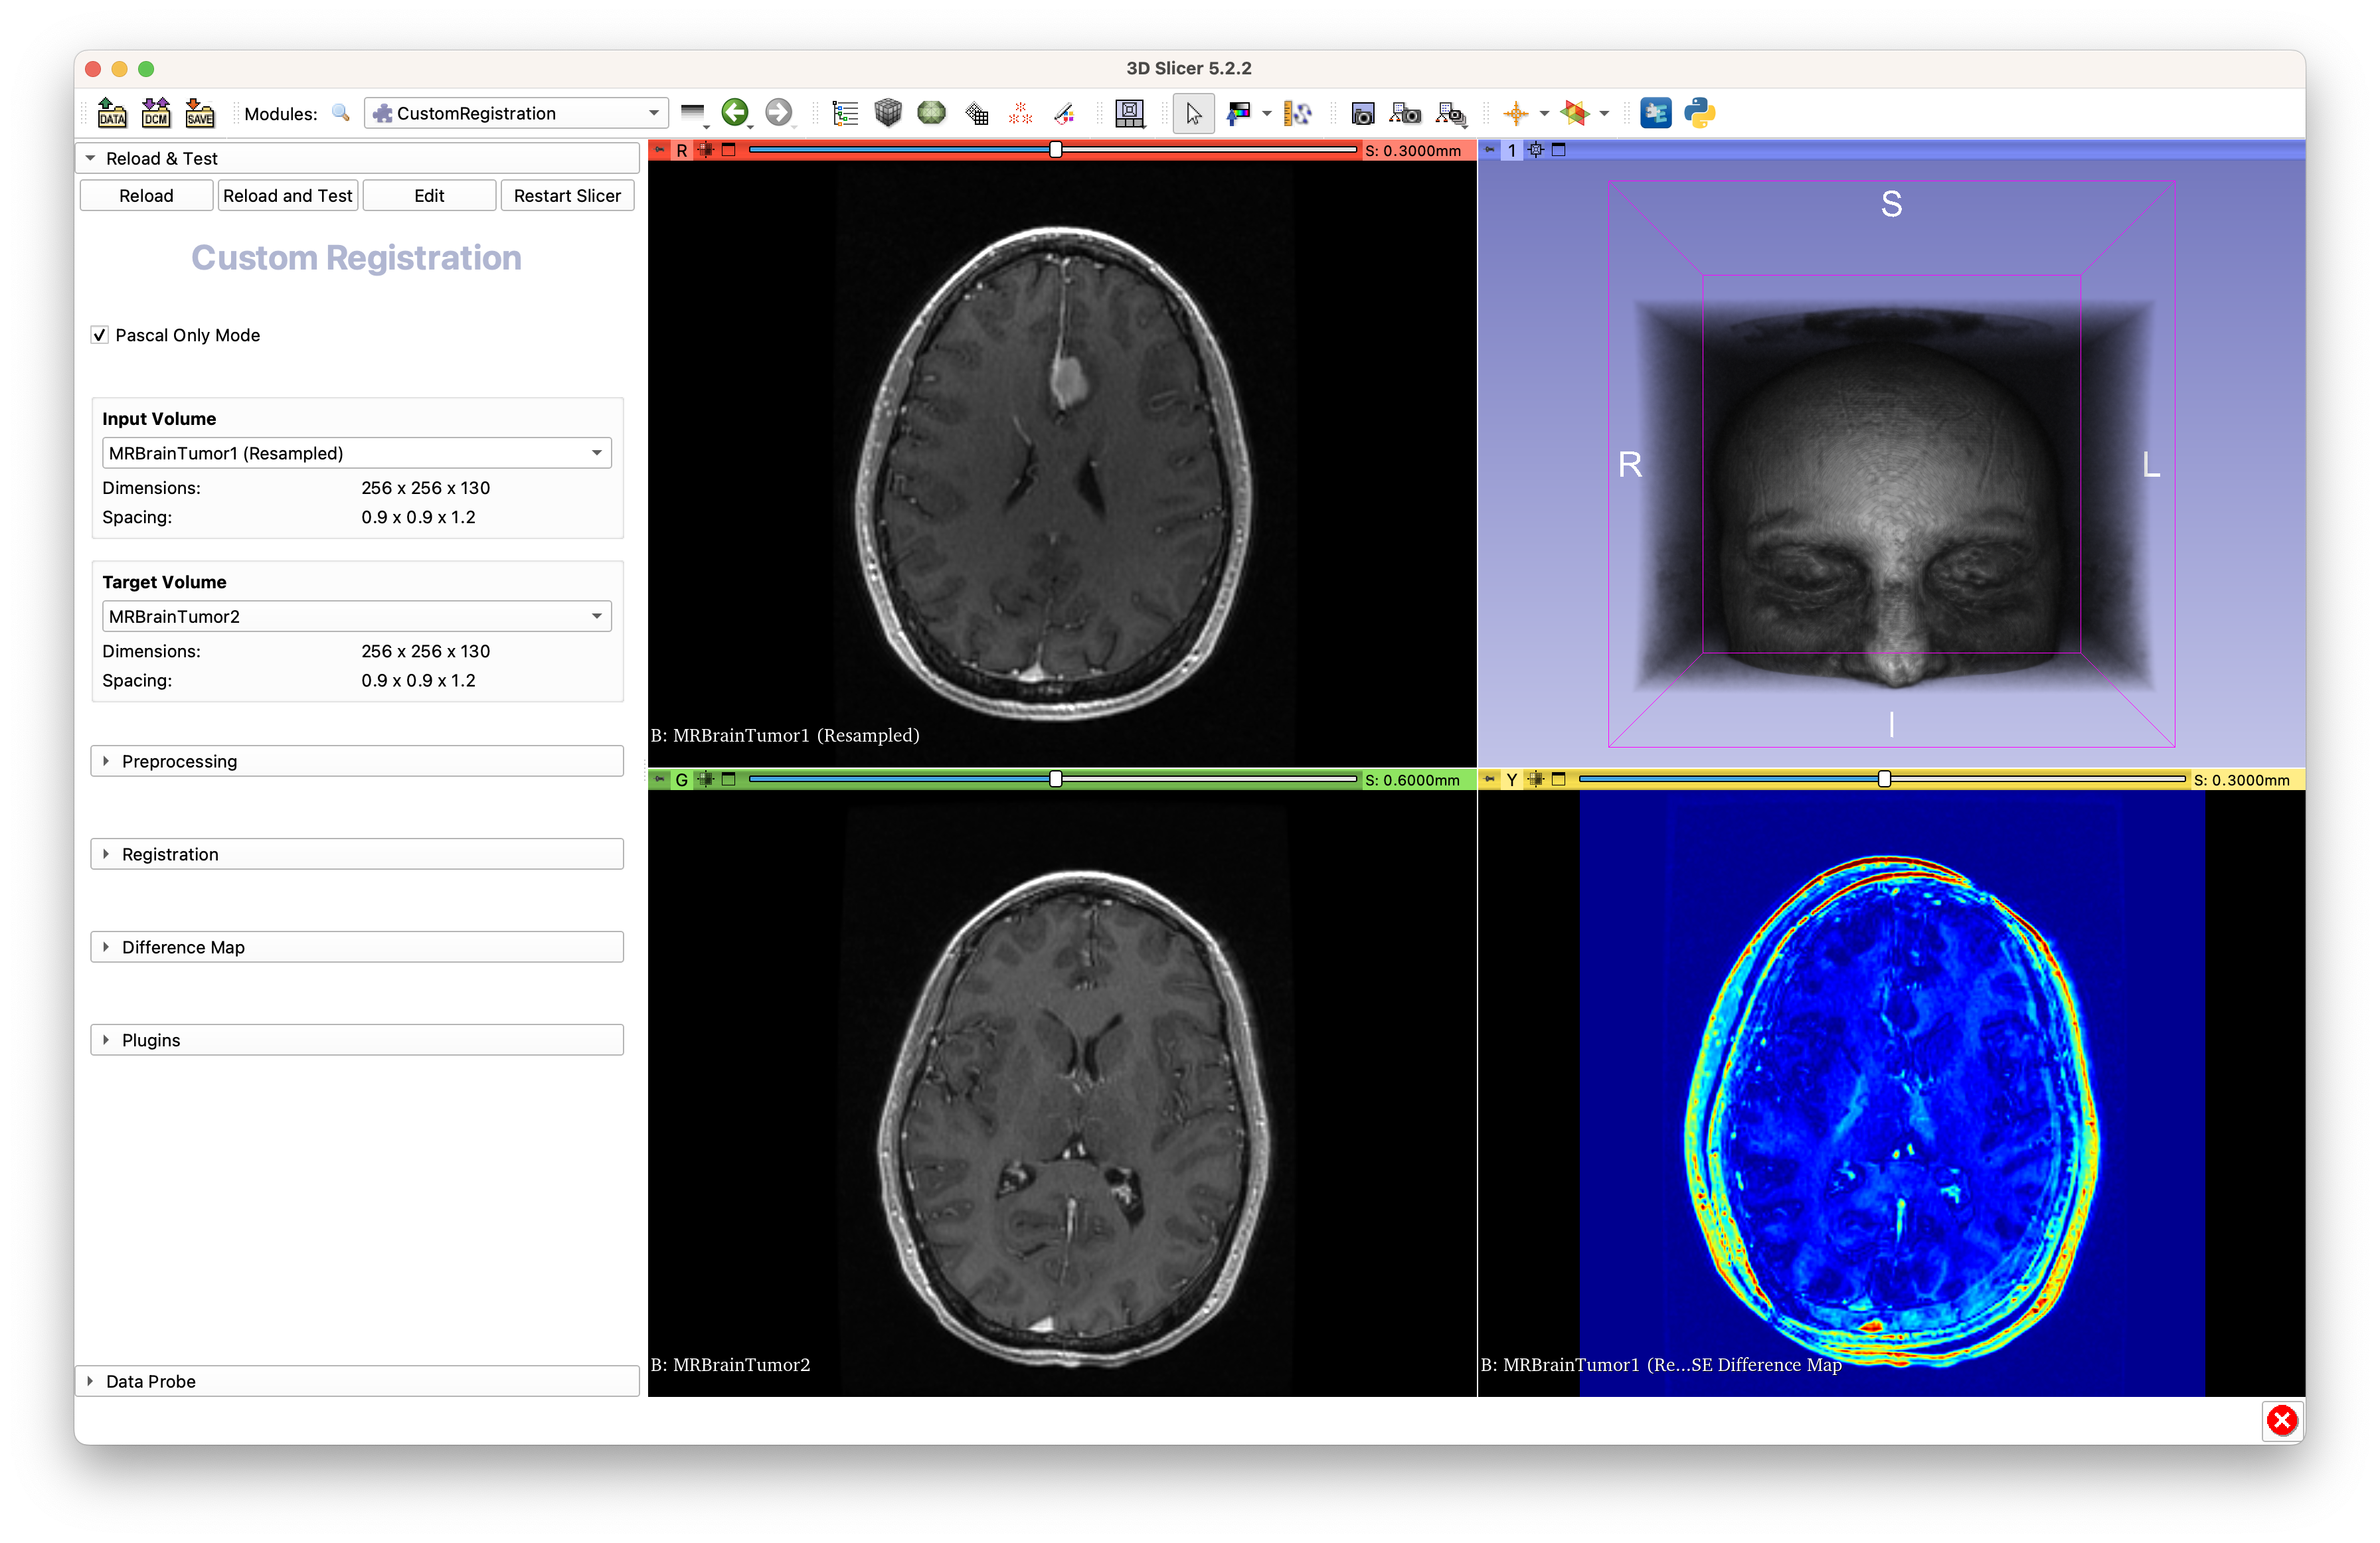 3D Slicer 5.2.2
DATA
DCM
SAVE
Modules:
CustomRegistration
Reload & Test
Reload
Reload and Test
Edit
Restart Slicer
Custom Registration
Pascal Only Mode
Input Volume
MRBrainTumor1 (Resampled)
Dimensions: 256 x 256 x 130
Spacing: 0.9 x 0.9 x 1.2
Target Volume
MRBrainTumor2
Dimensions: 256 x 256 x 130
Spacing: 0.9 x 0.9 x 1.2
Preprocessing
Registration
Difference Map
Plugins
Data Probe
R
S: 0.3000mm
B: MRBrainTumor1 (Resampled)
1
S
R
L
I
G
S: 0.6000mm
B: MRBrainTumor2
Y
S: 0.3000mm
B: MRBrainTumor1 (Re...SE Difference Map